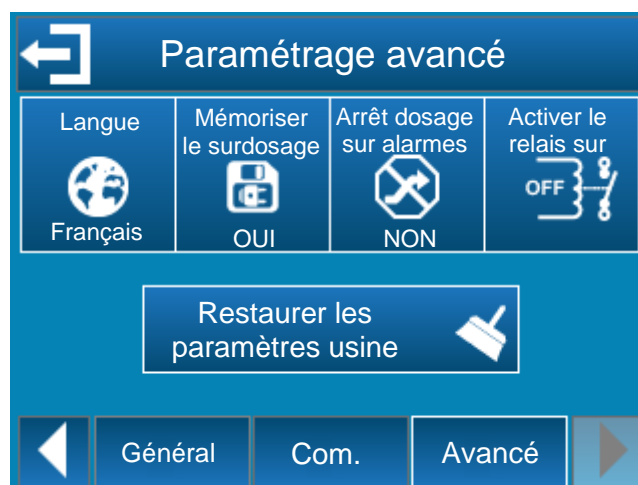 Paramétrage avancé
Langue
Français
Mémoriser
le surdosage
OUI
Arrêt dosage
sur alarmes
NON
Activer le
relais sur
OFF
Restaurer les
paramètres usine
Général
Com.
Avancé